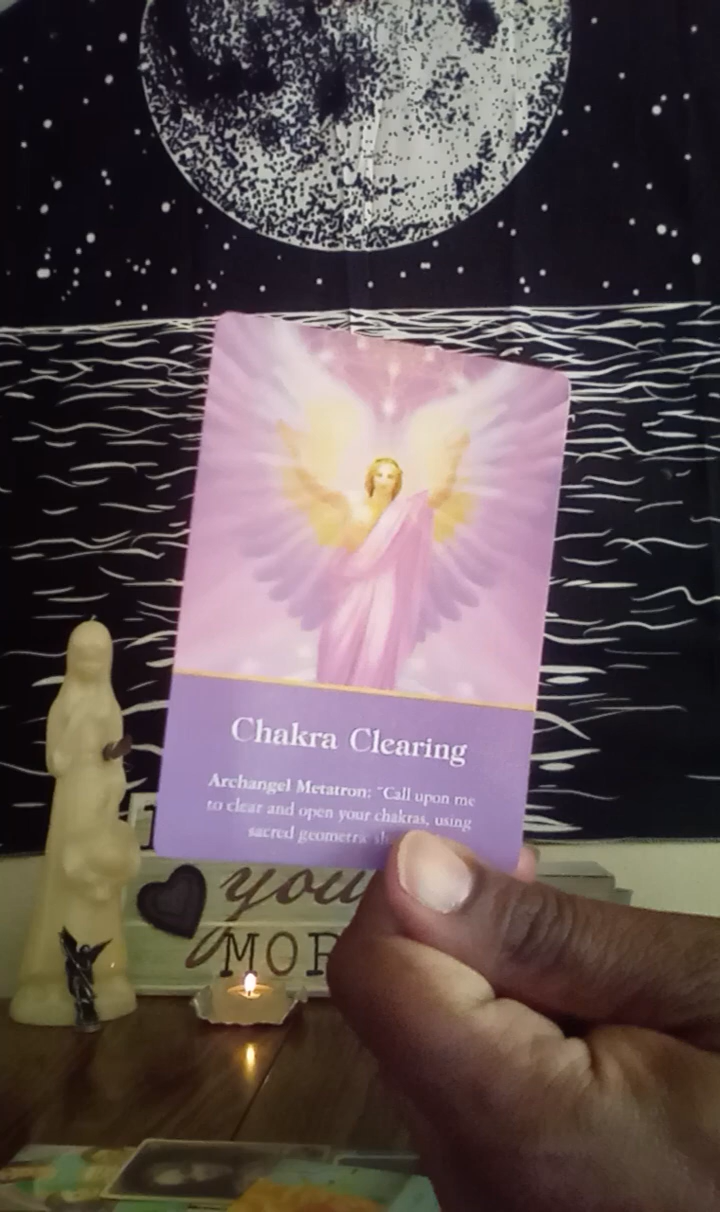 Chakra Clearing
Archangel Metatron: "Call upon me
to clear and open your chakras, using
sacred geometric
you
MOR